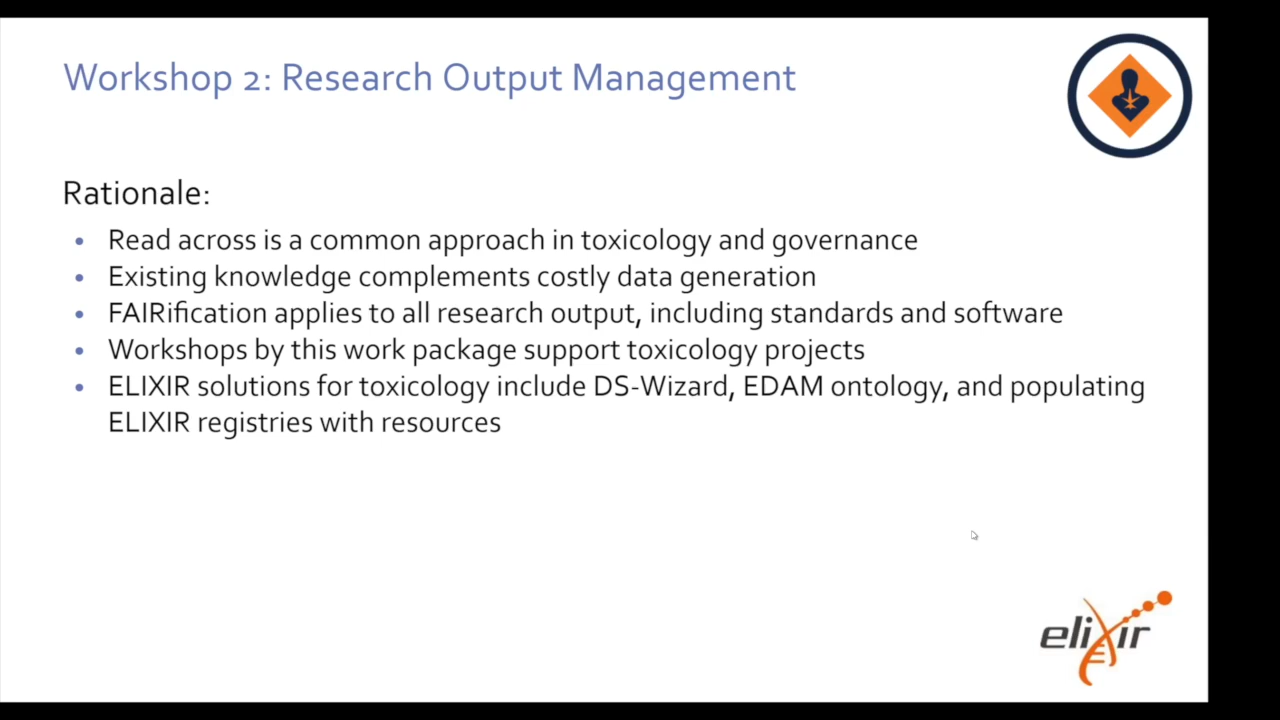 Workshop 2: Research Output Management
Rationale:
• Read across is a common approach in toxicology and governance
• Existing knowledge complements costly data generation
• FAIRification applies to all research output, including standards and software
• Workshops by this work package support toxicology projects
• ELIXIR solutions for toxicology include DS-Wizard, EDAM ontology, and populating
ELIXIR registries with resources
elixir